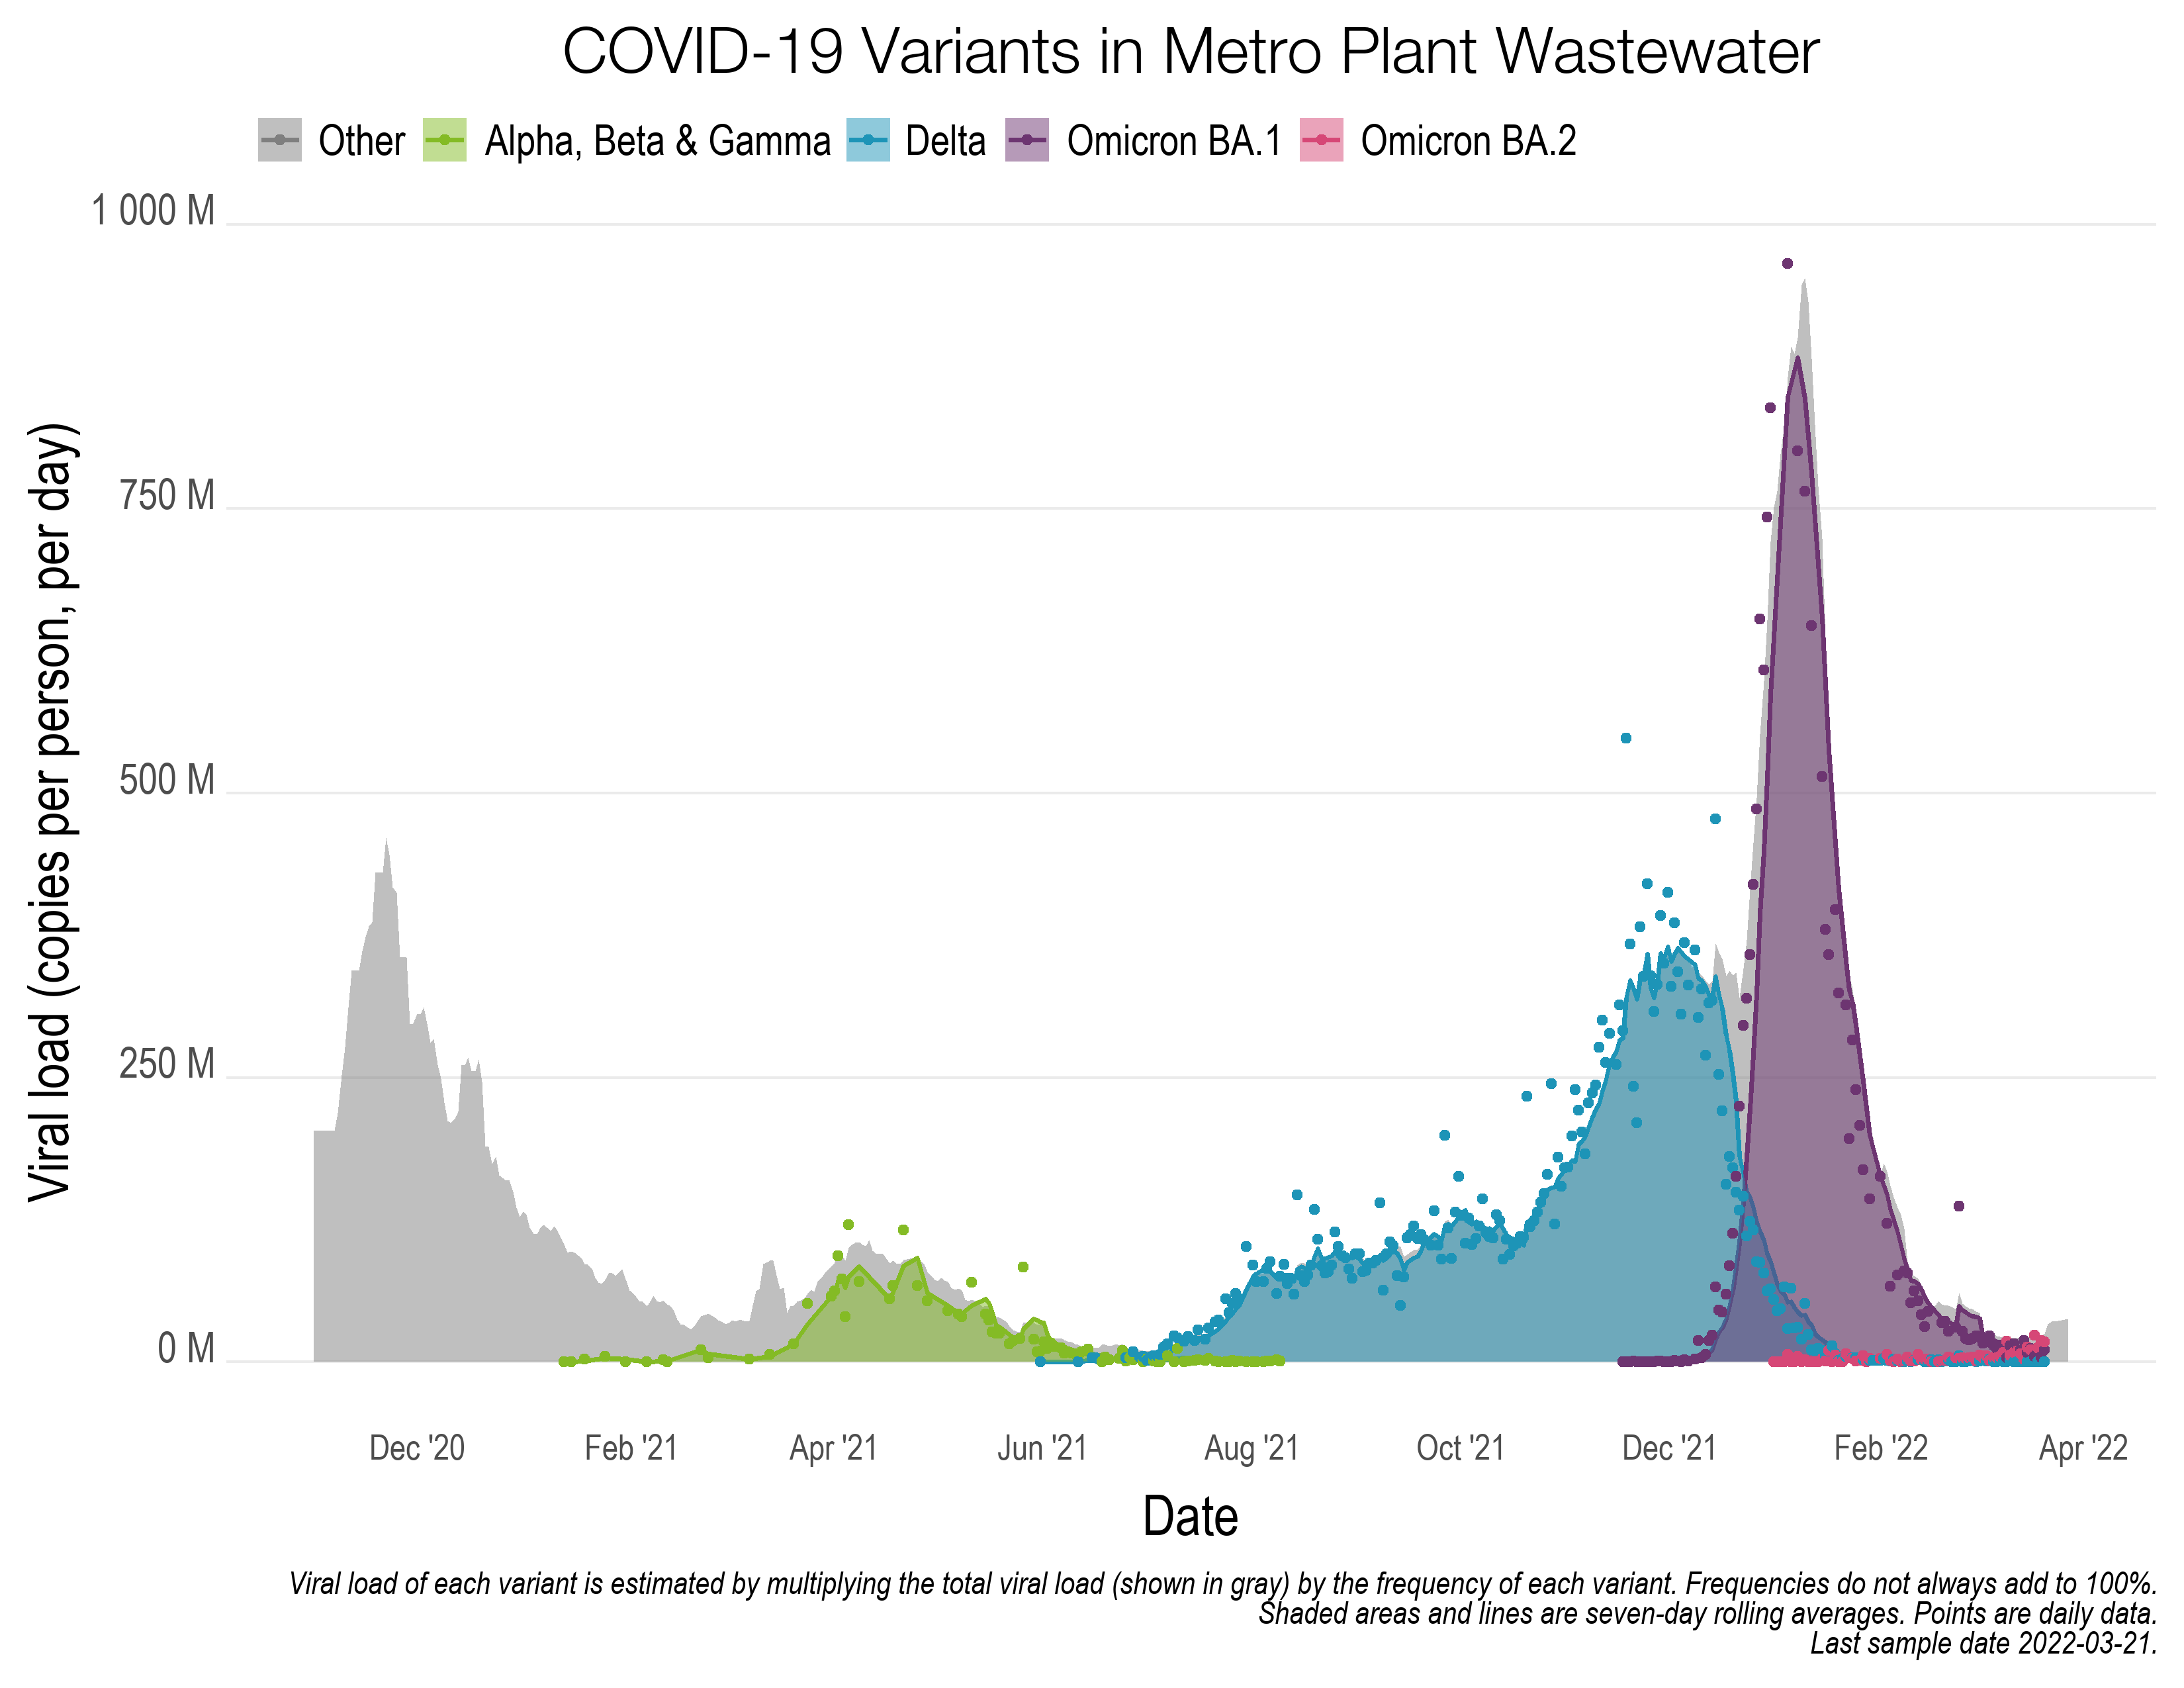 COVID-19 Variants in Metro Plant Wastewater
Other Alpha, Beta & Gamma Delta Omicron BA.1 Omicron BA.2
1 000 M
750 M
500 M
250 M
0 M
Viral load (copies per person, per day)
Dec '20 Feb '21 Apr '21 Jun '21 Aug '21 Oct '21 Dec '21 Feb '22 Apr '22
Date
Viral load of each variant is estimated by multiplying the total viral load (shown in gray) by the frequency of each variant. Frequencies do not always add to 100%.
Shaded areas and lines are seven-day rolling averages. Points are daily data.
Last sample date 2022-03-21.